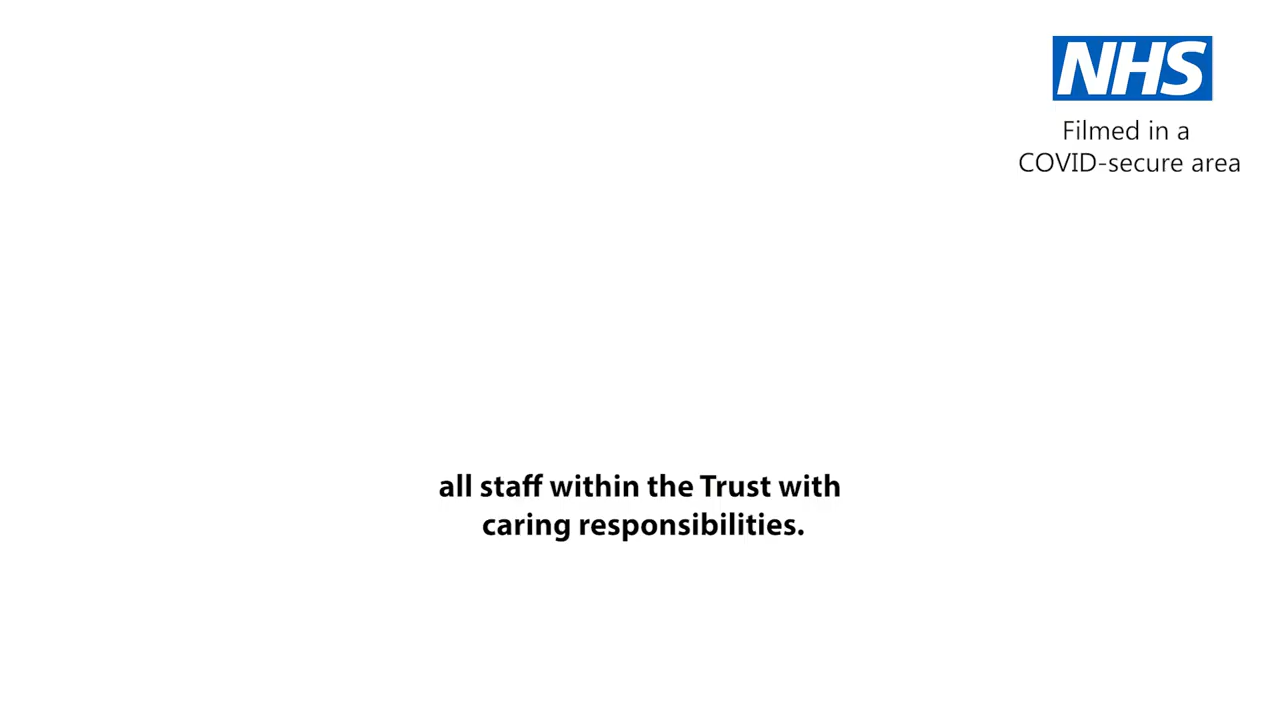 NHS
Filmed in a
COVID-secure area
all staff within the Trust with
caring responsibilities.